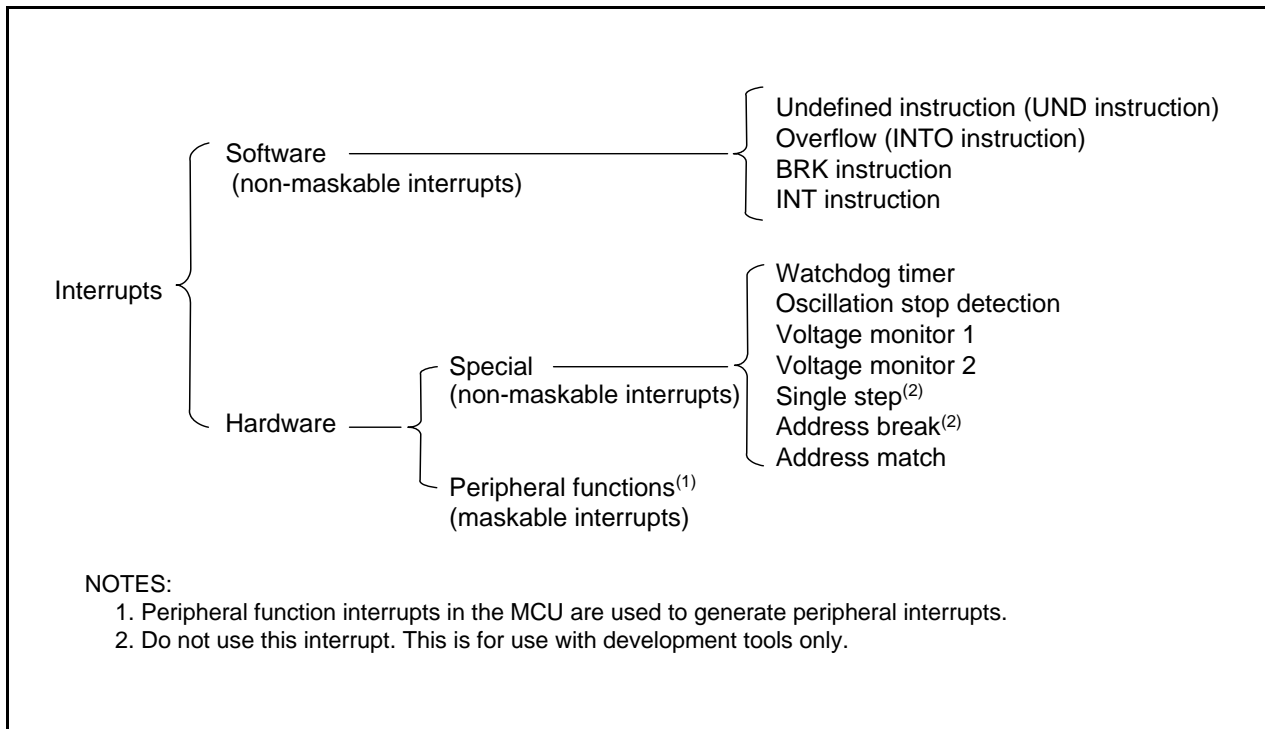 Interrupts
Software
(non-maskable interrupts)
Undefined instruction (UND instruction)
Overflow (INTO instruction)
BRK instruction
INT instruction
Hardware
Special
(non-maskable interrupts)
Watchdog timer
Oscillation stop detection
Voltage monitor 1
Voltage monitor 2
Single step(2)
Address break(2)
Address match
Peripheral functions(1)
(maskable interrupts)
NOTES:
1. Peripheral function interrupts in the MCU are used to generate peripheral interrupts.
2. Do not use this interrupt. This is for use with development tools only.